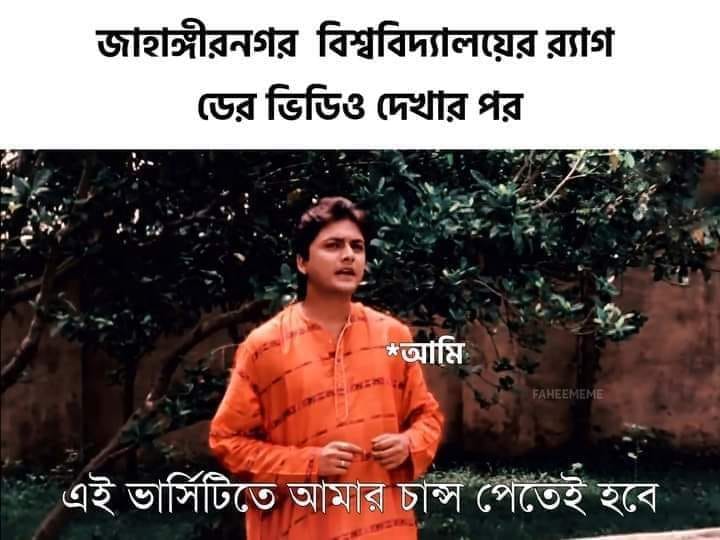 জাহাঙ্গীরনগর বিশ্ববিদ্যালয়ের র‍্যাগ
ডের ভিডিও দেখার পর
*আমি
FAHEEMEME
এই ভার্সিটিতে আমার চান্স পেতেই হবে